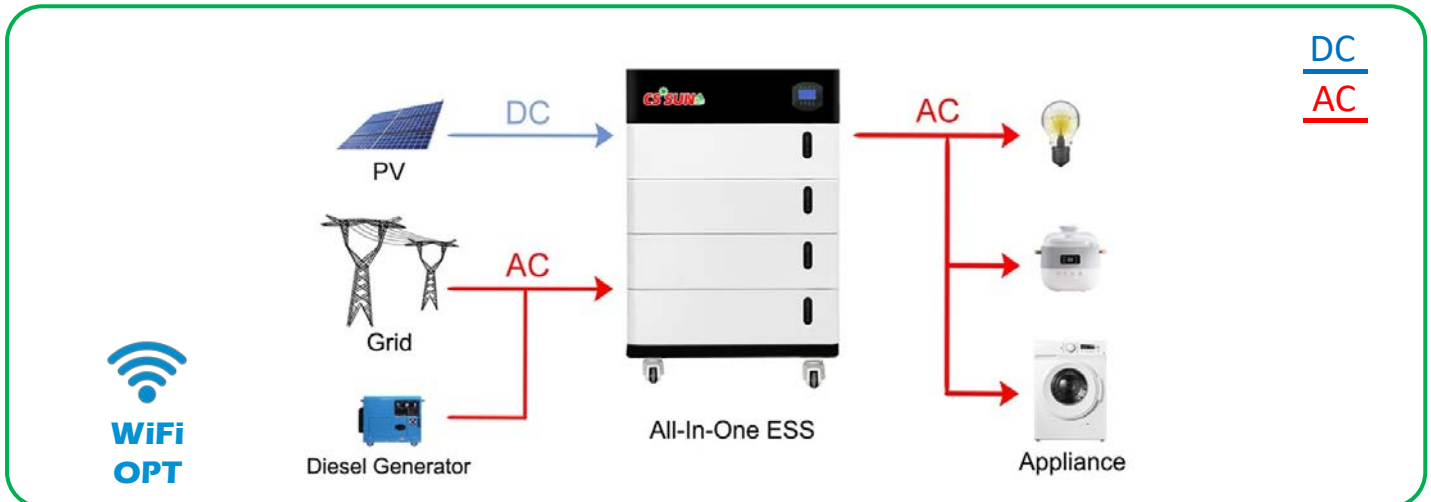 DC
AC
CS SUN
DC
PV
AC
AC
Grid
WiFi
OPT
Diesel Generator
All-In-One ESS
Appliance